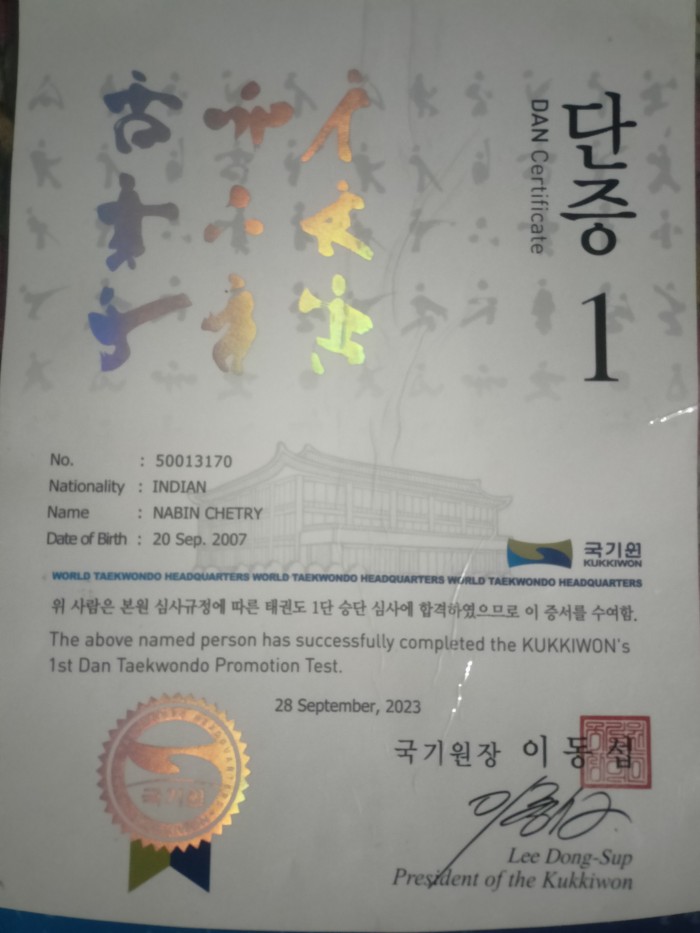 단증
DAN Certificate
1
No. : 50013170
Nationality : INDIAN
Name : NABIN CHETRY
Date of Birth : 20 Sep. 2007
국기원
KUKKIWON
WORLD TAEKWONDO HEADQUARTERS WORLD TAEKWONDO HEADQUARTERS WORLD TAEKWONDO HEADQUARTERS
위 사람은 본원 심사규정에 따른 태권도 1단 승단 심사에 합격하였으므로 이 증서를 수여함.
The above named person has successfully completed the KUKKIWON's
1st Dan Taekwondo Promotion Test.
28 September, 2023
국기원
국기원장 이동섭
Lee Dong-Sup
President of the Kukkiwon